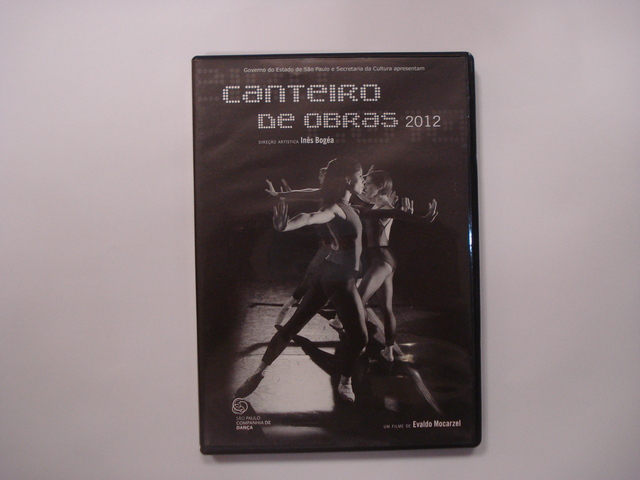 Governo do Estado de São Paulo e Secretaria da Cultura apresentam
CANTEIRO
DE OBRAS 2012
DIREÇÃO ARTÍSTICA Inês Bogéa
SÃO PAULO
COMPANHIA DE
DANÇA
UM FILME DE Evaldo Mocarzel